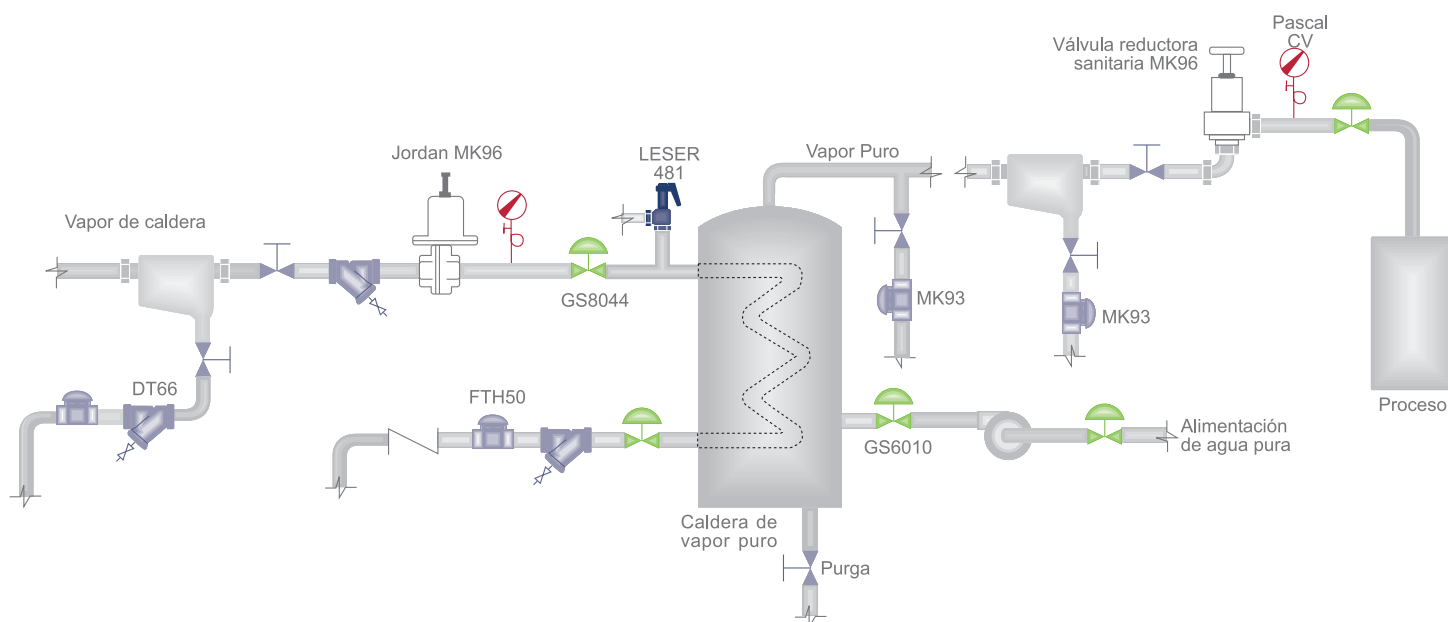 Pascal
CV
Válvula reductora
sanitaria MK96
Jordan MK96
LESER
481
Vapor Puro
Vapor de caldera
GS8044
MK93
MK93
DT66
FTH50
GS6010
Proceso
Alimentación
de agua pura
Caldera de
vapor puro
Purga